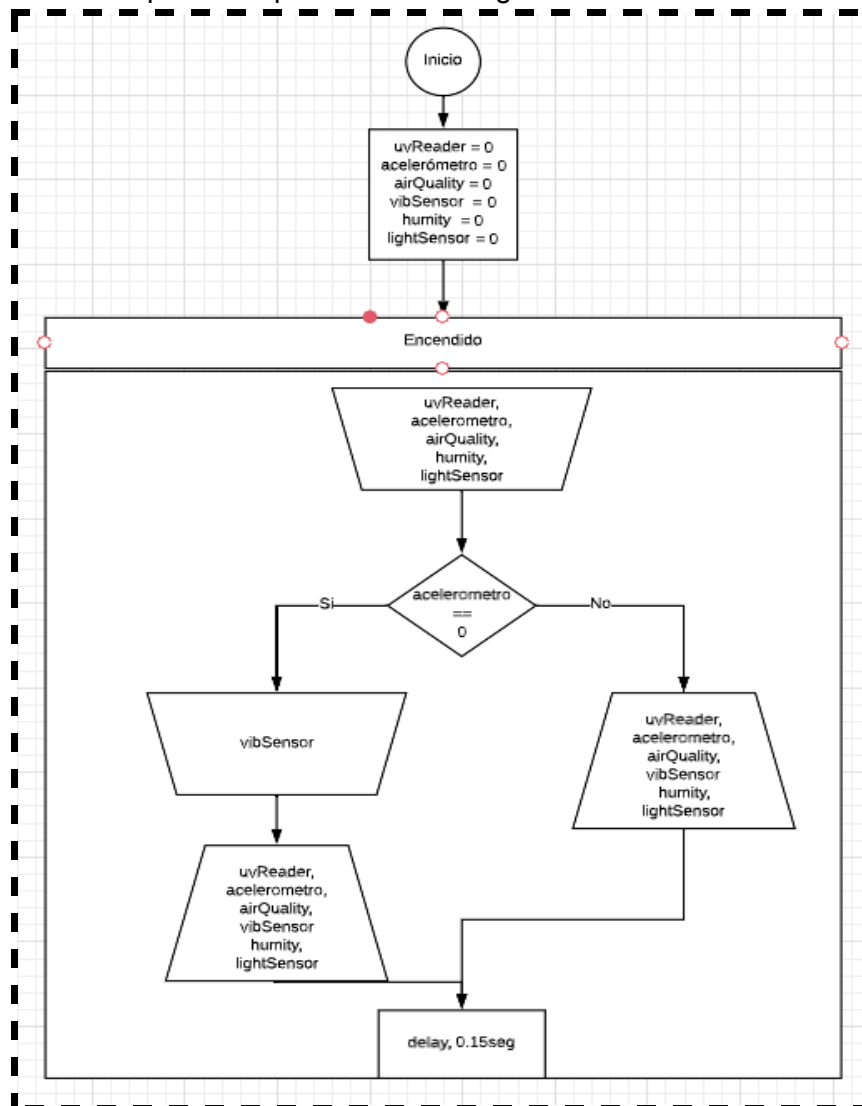 Inicio
uvReader = 0
acelerómetro = 0
airQuality = 0
vibSensor = 0
humity = 0
lightSensor = 0
Encendido
uvReader,
acelerometro,
airQuality,
humity,
lightSensor
acelerometro
==
0
Si
No
vibSensor
uvReader,
acelerometro,
airQuality,
vibSensor
humity,
lightSensor
uvReader,
acelerometro,
airQuality,
vibSensor
humity,
lightSensor
delay, 0.15seg